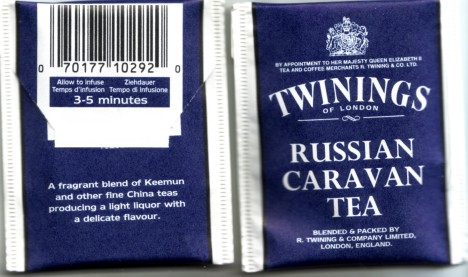 0 70177 10292 0
Allow to infuse Ziehdauer
Temps d'infusion Tempo di Infusione
3-5 minutes
A fragrant blend of Keemun
and other fine China teas
producing a light liquor with
a delicate flavour.
BY APPOINTMENT TO HER MAJESTY QUEEN ELIZABETH II
TEA AND COFFEE MERCHANTS R. TWINING & CO. LTD.
TWININGS
OF LONDON
RUSSIAN
CARAVAN
TEA
BLENDED & PACKED BY
R. TWINING & COMPANY LIMITED,
LONDON, ENGLAND.